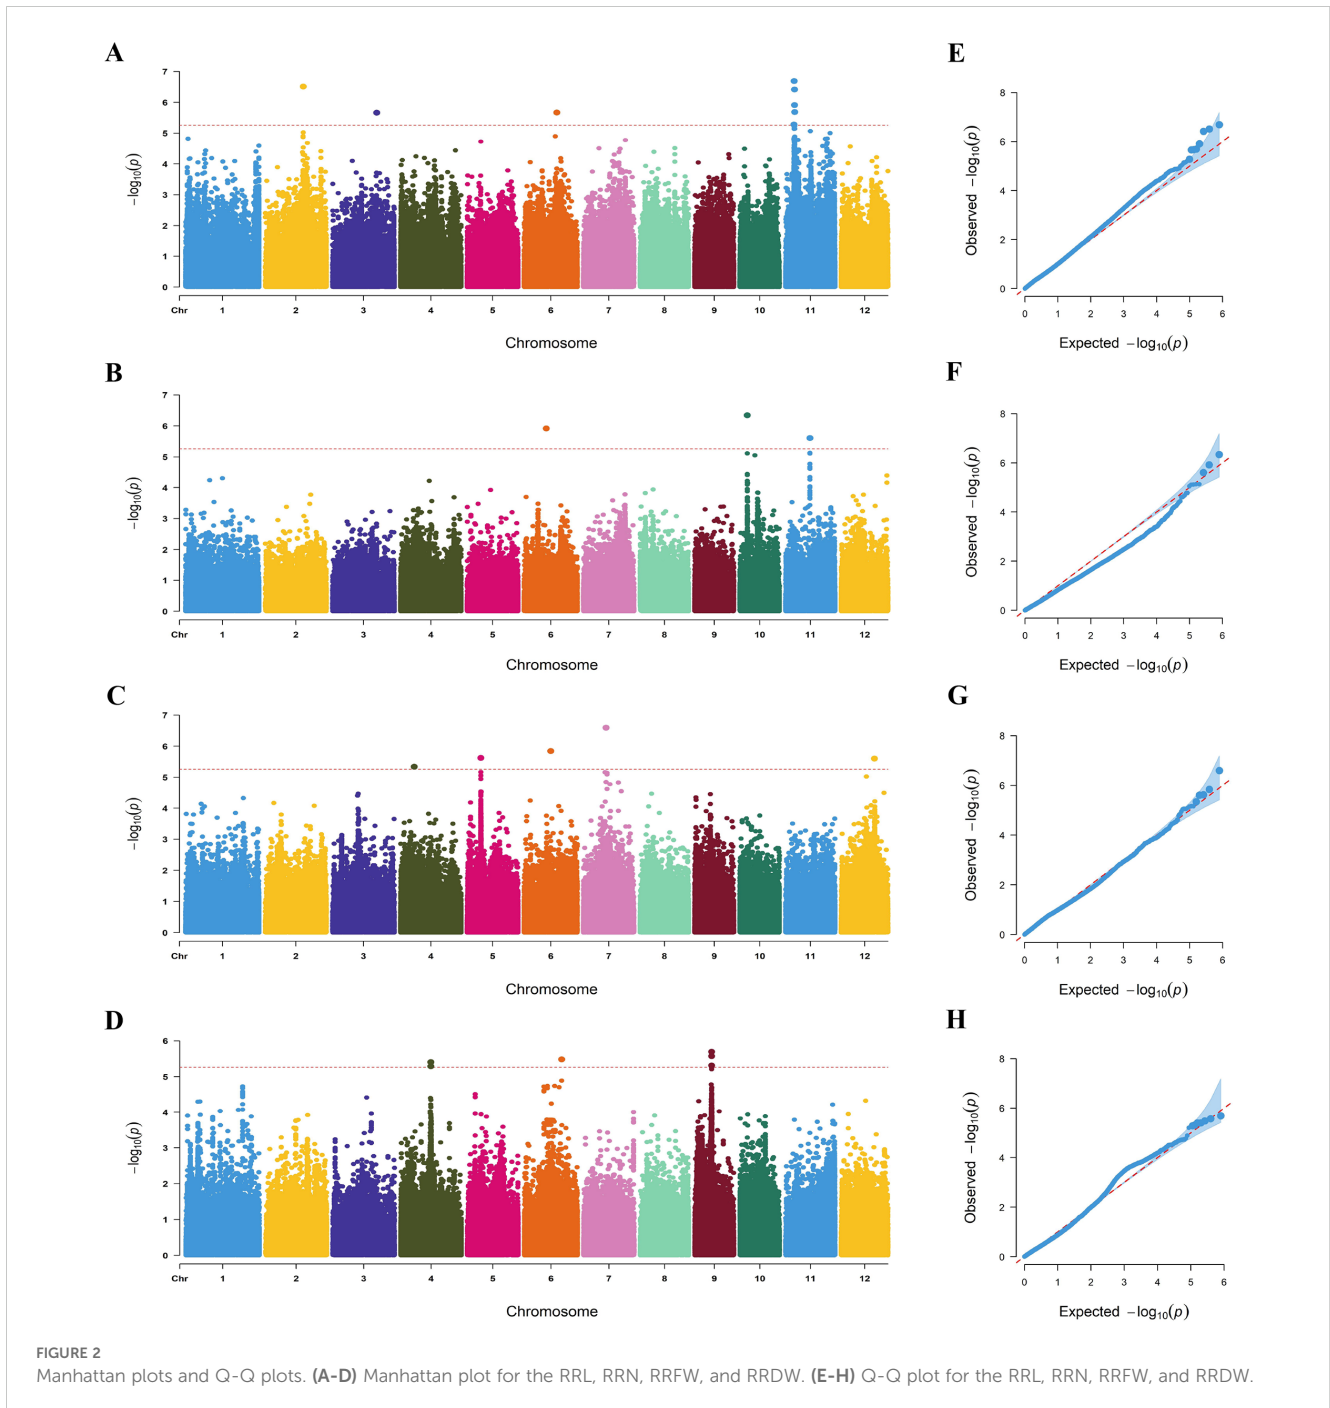 A
7
6
5
4
3
2
1
0
−log10(p)
Chr 1 2 3 4 5 6 7 8 9 10 11 12
Chromosome
E
8
6
4
2
0
Observed −log10(p)
0 1 2 3 4 5 6
Expected −log10(p)
B
7
6
5
4
3
2
1
0
−log10(p)
Chr 1 2 3 4 5 6 7 8 9 10 11 12
Chromosome
F
8
6
4
2
0
Observed −log10(p)
0 1 2 3 4 5 6
Expected −log10(p)
C
7
6
5
4
3
2
1
0
−log10(p)
Chr 1 2 3 4 5 6 7 8 9 10 11 12
Chromosome
G
8
6
4
2
0
Observed −log10(p)
0 1 2 3 4 5 6
Expected −log10(p)
D
6
5
4
3
2
1
0
−log10(p)
Chr 1 2 3 4 5 6 7 8 9 10 11 12
Chromosome
H
8
6
4
2
0
Observed −log10(p)
0 1 2 3 4 5 6
Expected −log10(p)
FIGURE 2
Manhattan plots and Q-Q plots. (A-D) Manhattan plot for the RRL, RRN, RRFW, and RRDW. (E-H) Q-Q plot for the RRL, RRN, RRFW, and RRDW.